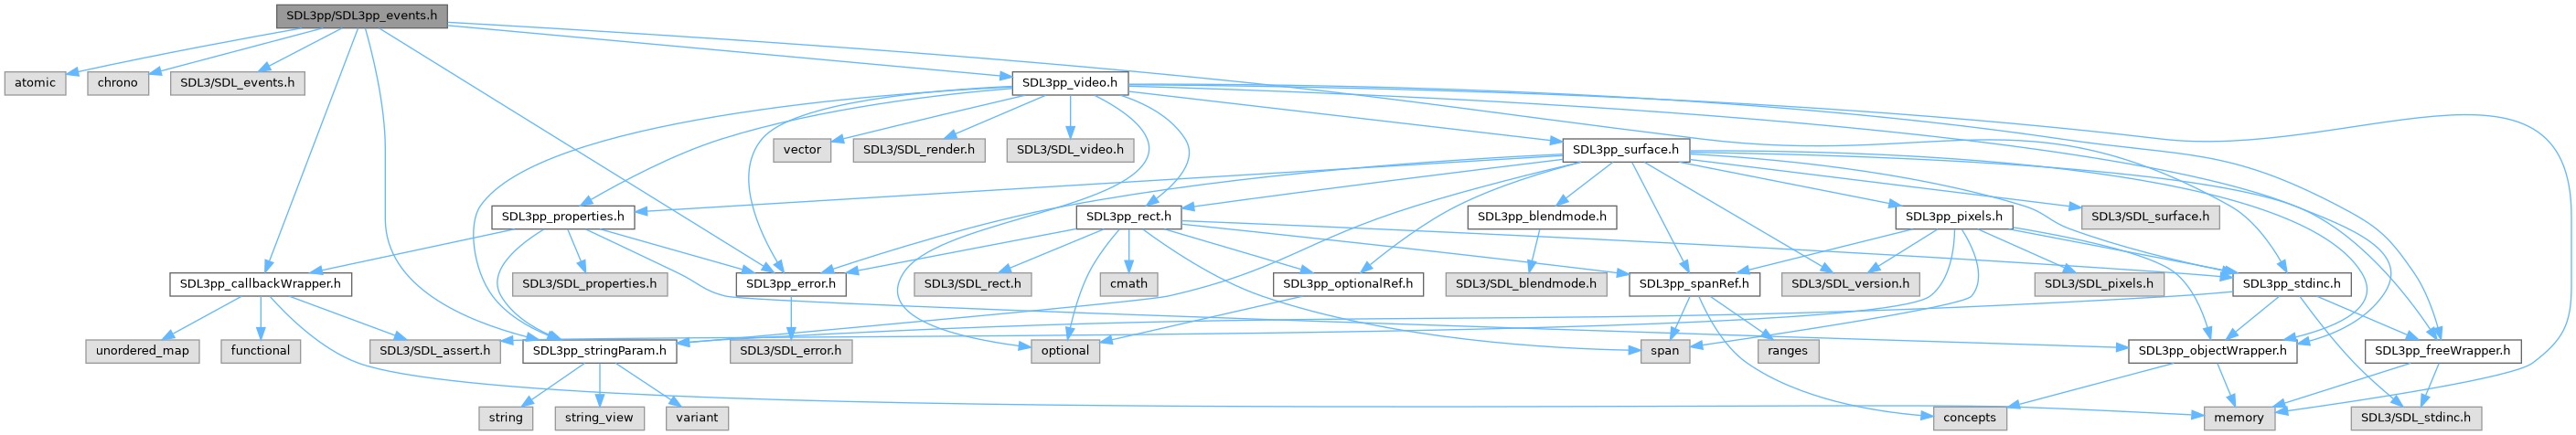 SDL3pp/SDL3pp_events.h
atomic
chrono
SDL3/SDL_events.h
SDL3pp_video.h
vector
SDL3/SDL_render.h
SDL3/SDL_video.h
SDL3pp_surface.h
SDL3pp_properties.h
SDL3pp_rect.h
SDL3pp_blendmode.h
SDL3pp_pixels.h
SDL3/SDL_surface.h
SDL3pp_callbackWrapper.h
SDL3/SDL_properties.h
SDL3pp_error.h
SDL3/SDL_rect.h
cmath
SDL3pp_optionalRef.h
SDL3/SDL_blendmode.h
SDL3pp_spanRef.h
SDL3/SDL_version.h
SDL3/SDL_pixels.h
SDL3pp_stdinc.h
unordered_map
functional
SDL3/SDL_assert.h
SDL3pp_stringParam.h
SDL3/SDL_error.h
optional
span
ranges
SDL3pp_objectWrapper.h
SDL3pp_freeWrapper.h
string
string_view
variant
concepts
memory
SDL3/SDL_stdinc.h